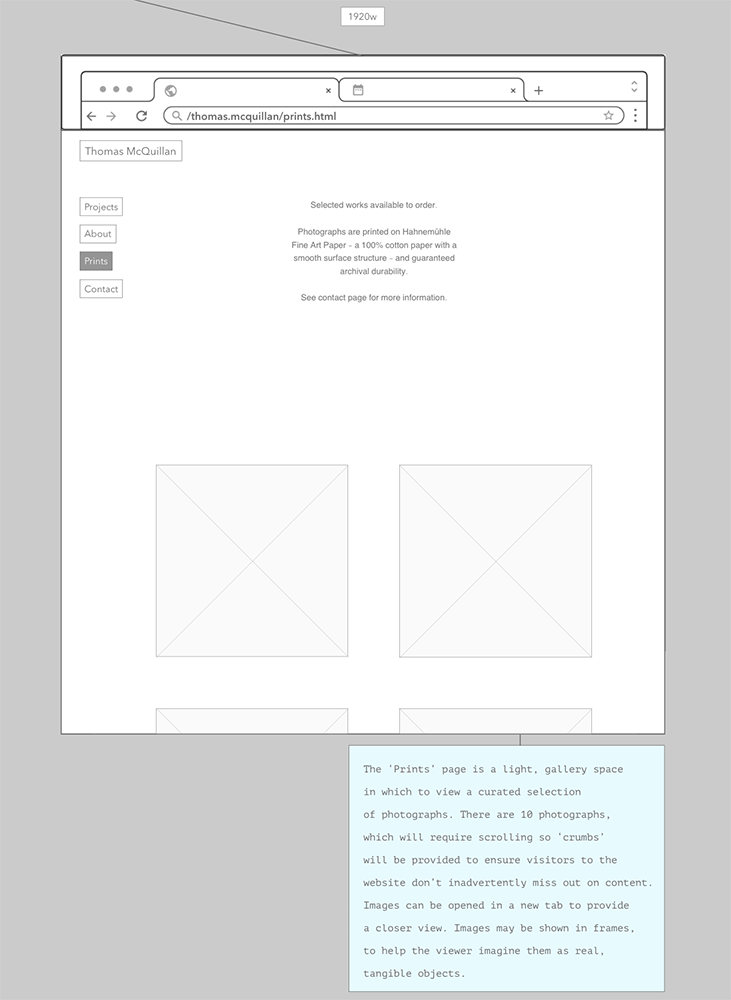 1920w
/thomas.mcquillan/prints.html
Thomas McQuillan
Projects
About
Prints
Contact
Selected works available to order.
Photographs are printed on Hahnemühle
Fine Art Paper – a 100% cotton paper with a
smooth surface structure – and guaranteed
archival durability.
See contact page for more information.
The 'Prints' page is a light, gallery space
in which to view a curated selection
of photographs. There are 10 photographs,
which will require scrolling so 'crumbs'
will be provided to ensure visitors to the
website don't inadvertently miss out on content.
Images can be opened in a new tab to provide
a closer view. Images may be shown in frames,
to help the viewer imagine them as real,
tangible objects.